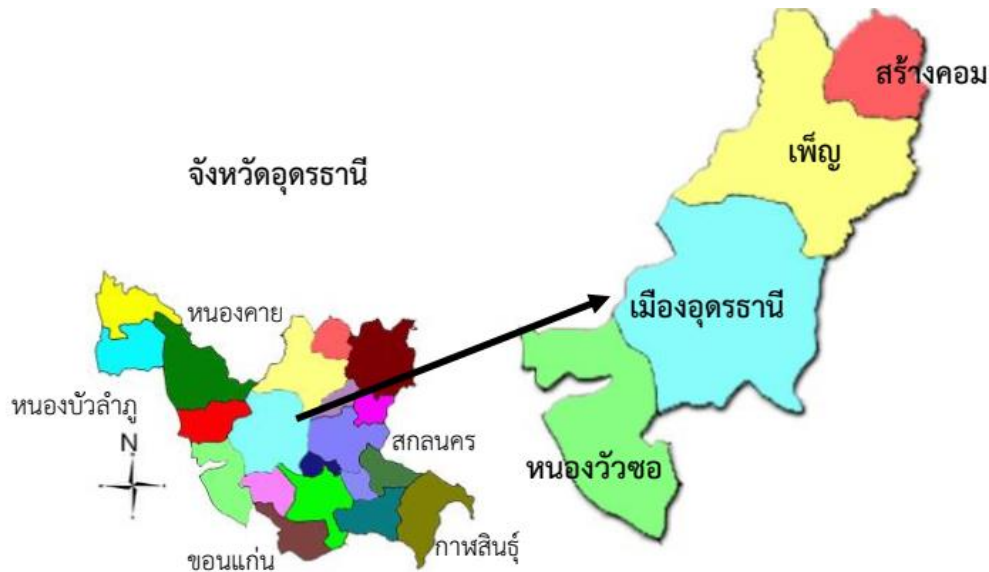 สร้างคอม
เพ็ญ
จังหวัดอุดรธานี
เมืองอุดรธานี
หนองคาย
หนองบัวลำภู
N
สกลนคร
หนองวัวซอ
ขอนแก่น
กาฬสินธุ์